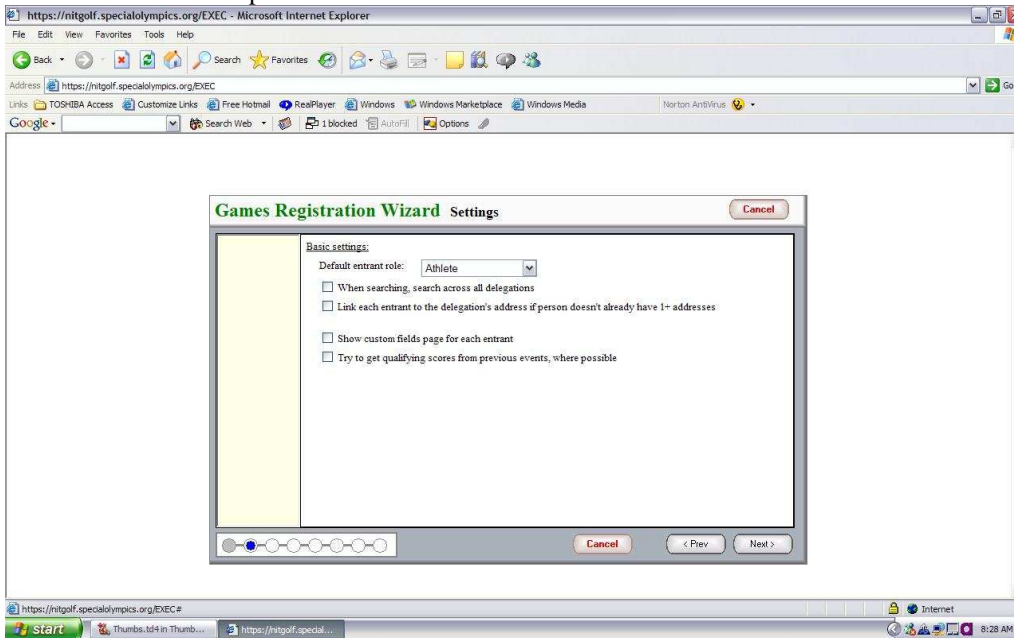 https://nitgolf.specialolympics.org/EXEC - Microsoft Internet Explorer
File Edit View Favorites Tools Help
Back Search Favorites
Address https://nitgolf.specialolympics.org/EXEC Go
Links TOSHIBA Access Customize Links Free Hotmail RealPlayer Windows Windows Marketplace Windows Media Norton AntiVirus
Google Search Web 1 blocked AutoFill Options
Games Registration Wizard Settings Cancel
Basic settings:
Default entrant role: Athlete
When searching, search across all delegations
Link each entrant to the delegation's address if person doesn't already have 1+ addresses
Show custom fields page for each entrant
Try to get qualifying scores from previous events, where possible
Cancel < Prev Next >
https://nitgolf.specialolympics.org/EXEC# Internet
start Thumbs.td4 in Thumb... https://nitgolf.special... 8:28 AM